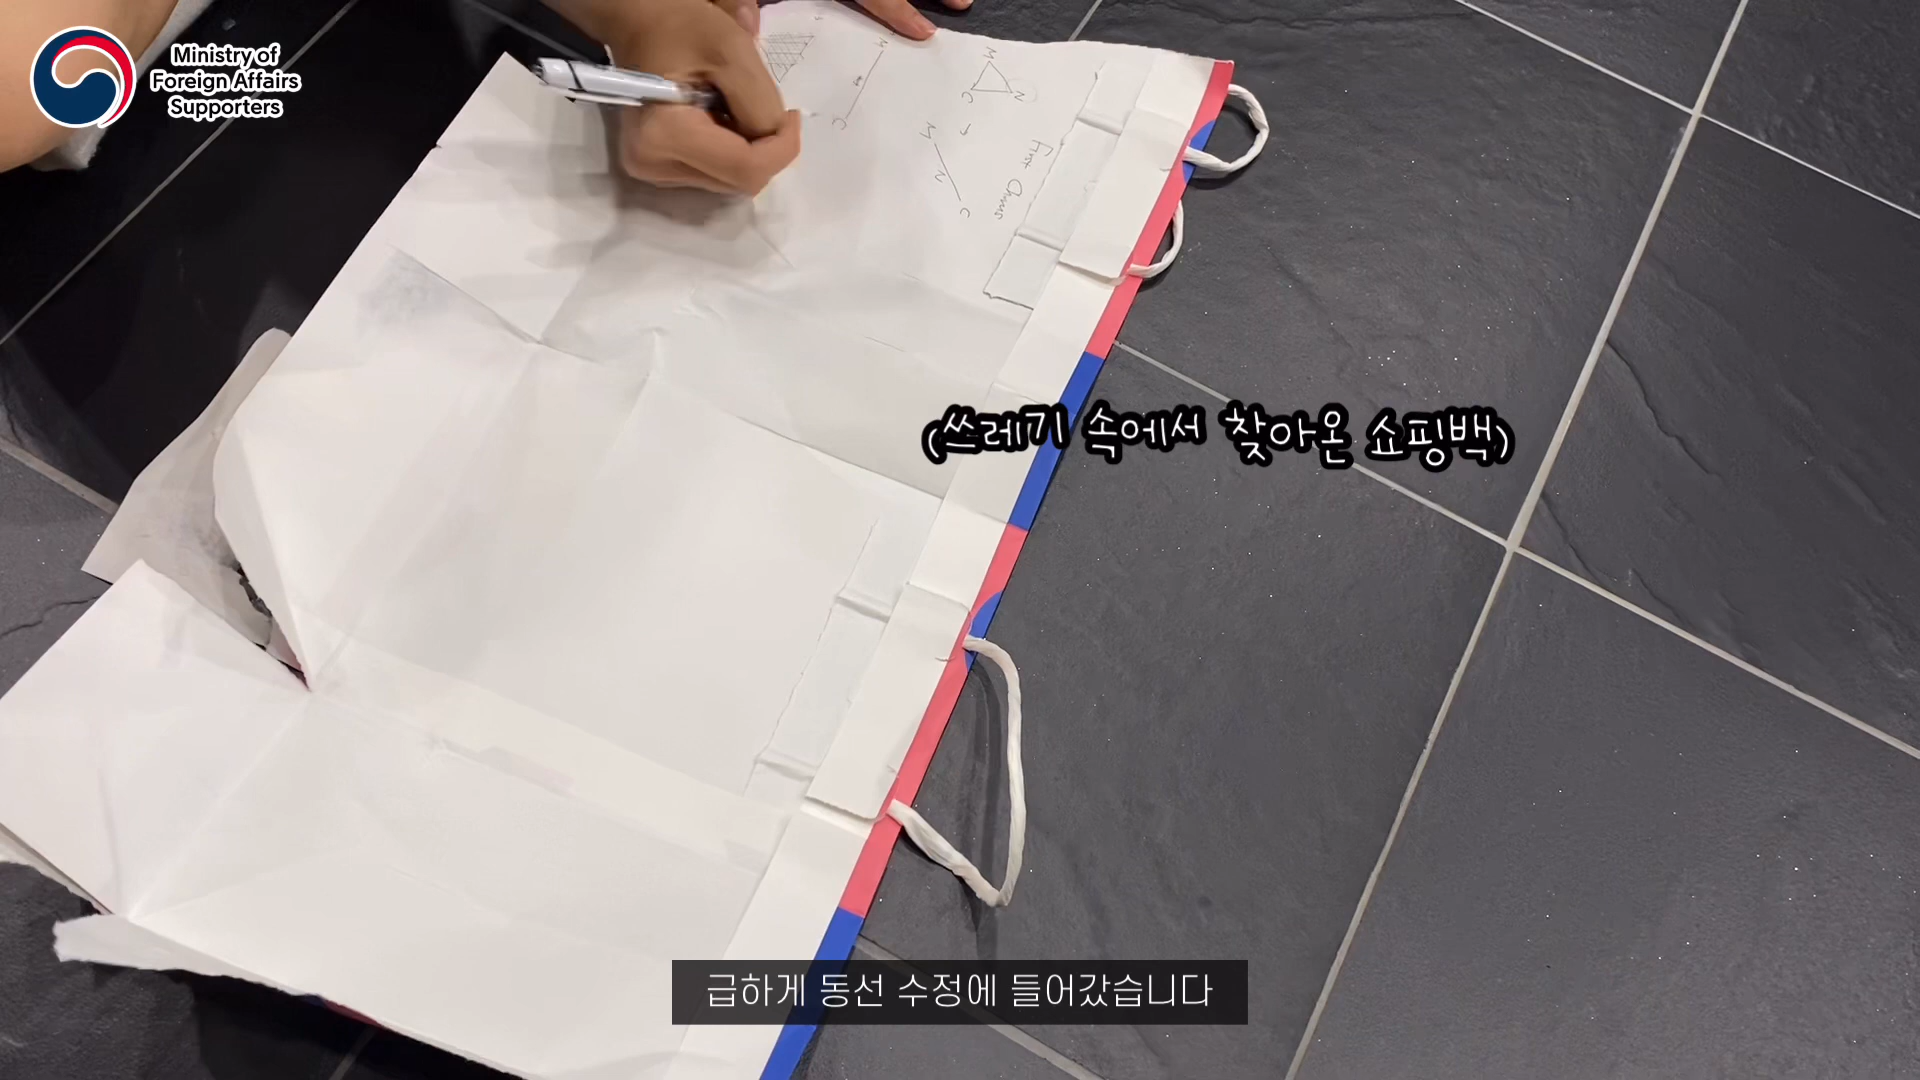 Ministry of
Foreign Affairs
Supporters
M
C
M
C
N
M
N
C
First Chorus
(쓰레기 속에서 찾아온 쇼핑백)
급하게 동선 수정에 들어갔습니다